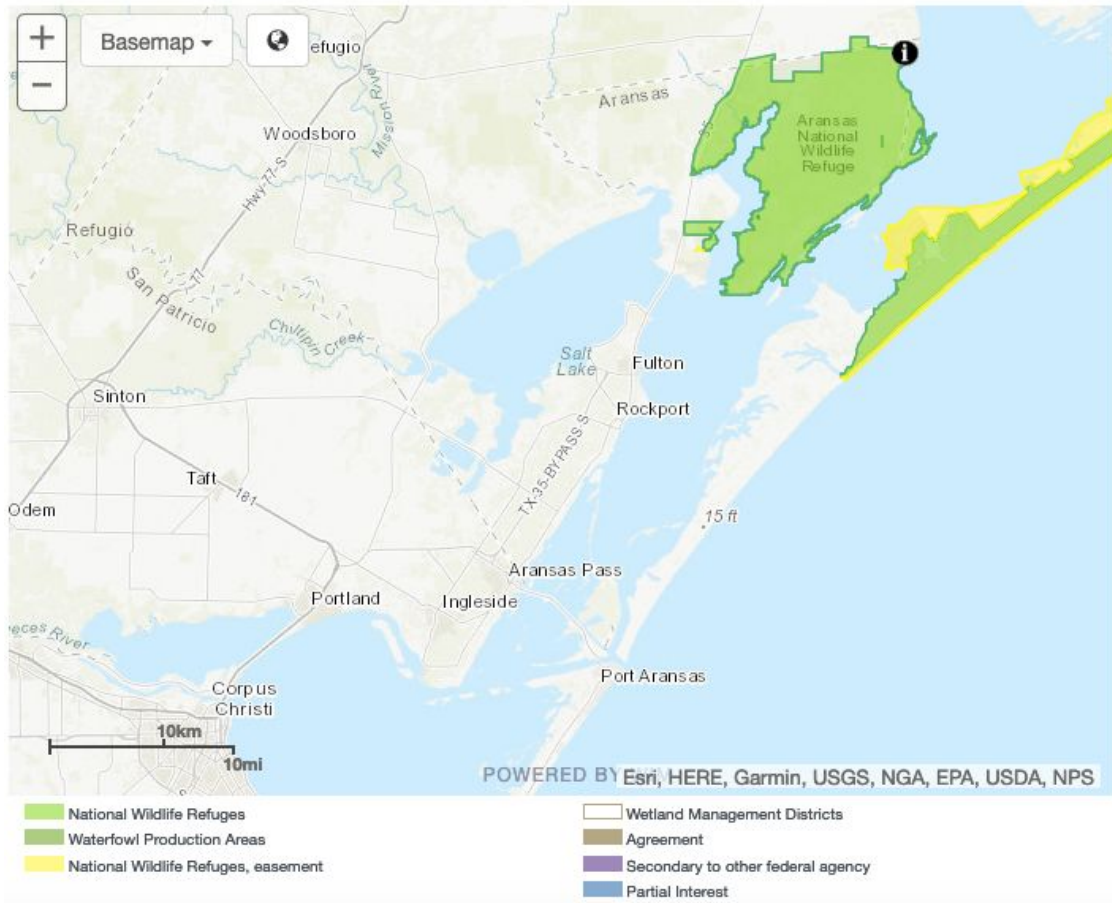 +
Basemap
efugio
i
Aransas
35
Mission River
Woodsboro
Aransas
National
Wildlife
Refuge
Hwy-77-S
Refugio
77
San Patricio
Chiltipin Creek
Salt
Lake
Fulton
Sinton
Rockport
TX-35-BYPASS S
Taft
181
Odem
15 ft
Aransas Pass
Portland
Ingleside
eces River
Port Aransas
Corpus
Christi
10km
10mi
POWERED BY
Esri, HERE, Garmin, USGS, NGA, EPA, USDA, NPS
National Wildlife Refuges
Waterfowl Production Areas
National Wildlife Refuges, easement
Wetland Management Districts
Agreement
Secondary to other federal agency
Partial Interest